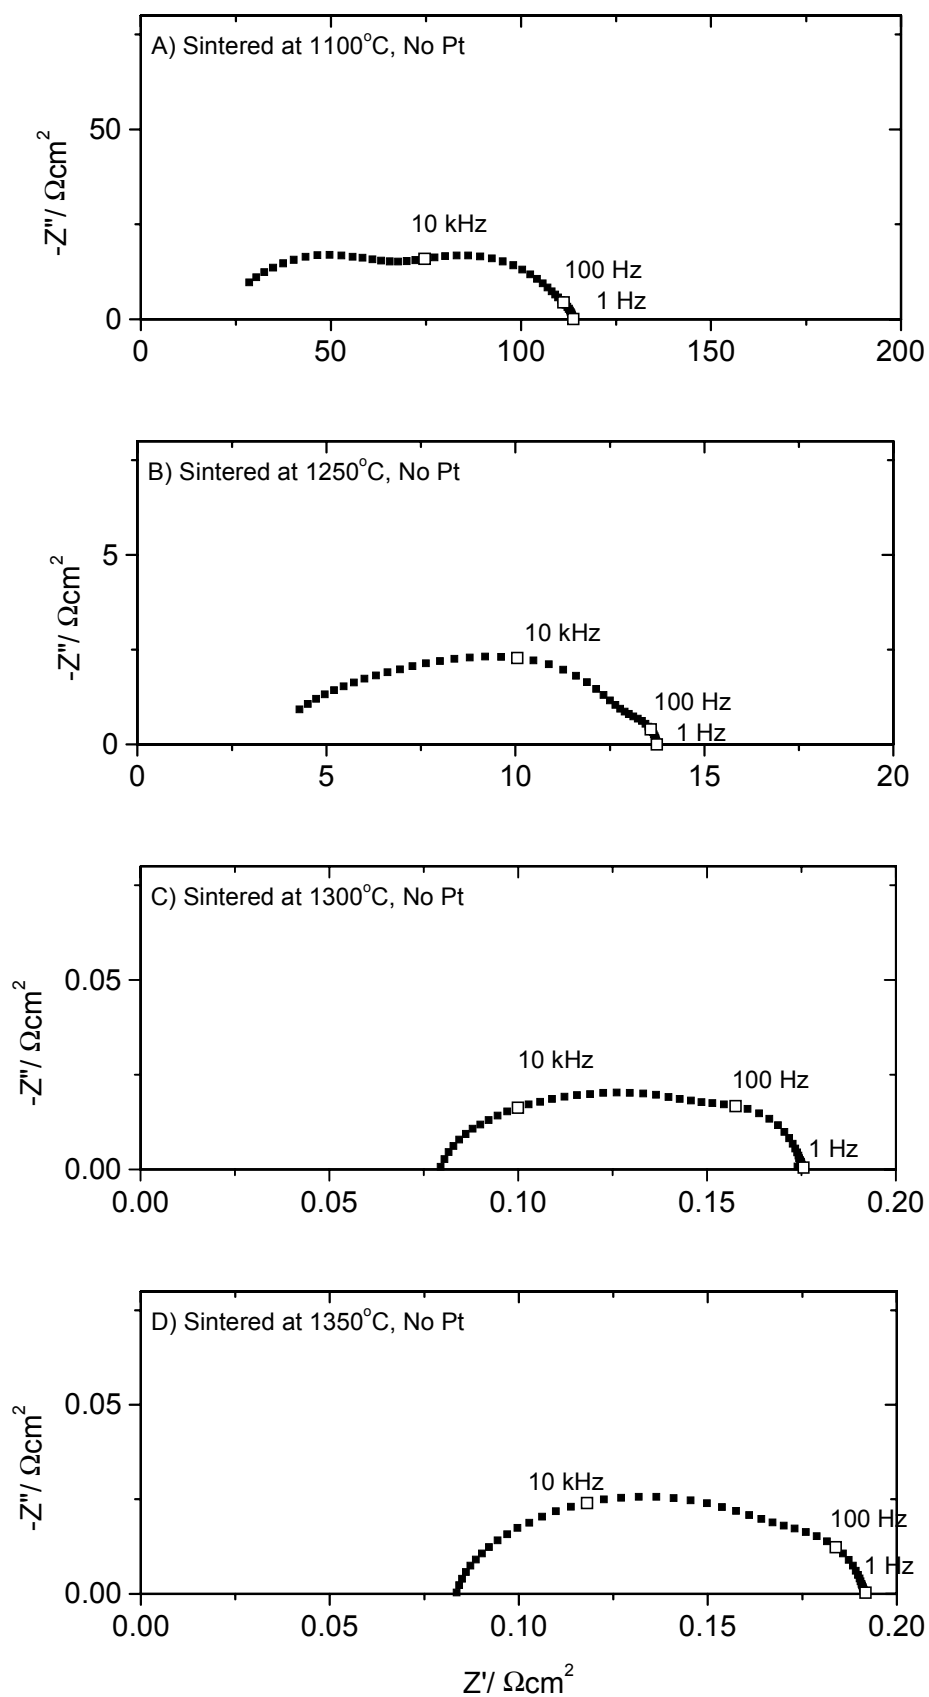 A) Sintered at 1100°C, No Pt
50
-Z''/ Ωcm²
10 kHz
100 Hz
1 Hz
0
0 50 100 150 200
B) Sintered at 1250°C, No Pt
5
-Z''/ Ωcm²
10 kHz
100 Hz
1 Hz
0
0 5 10 15 20
C) Sintered at 1300°C, No Pt
0.05
-Z''/ Ωcm²
10 kHz
100 Hz
1 Hz
0.00
0.00 0.05 0.10 0.15 0.20
D) Sintered at 1350°C, No Pt
0.05
-Z''/ Ωcm²
10 kHz
100 Hz
1 Hz
0.00
0.00 0.05 0.10 0.15 0.20
Z'/ Ωcm²